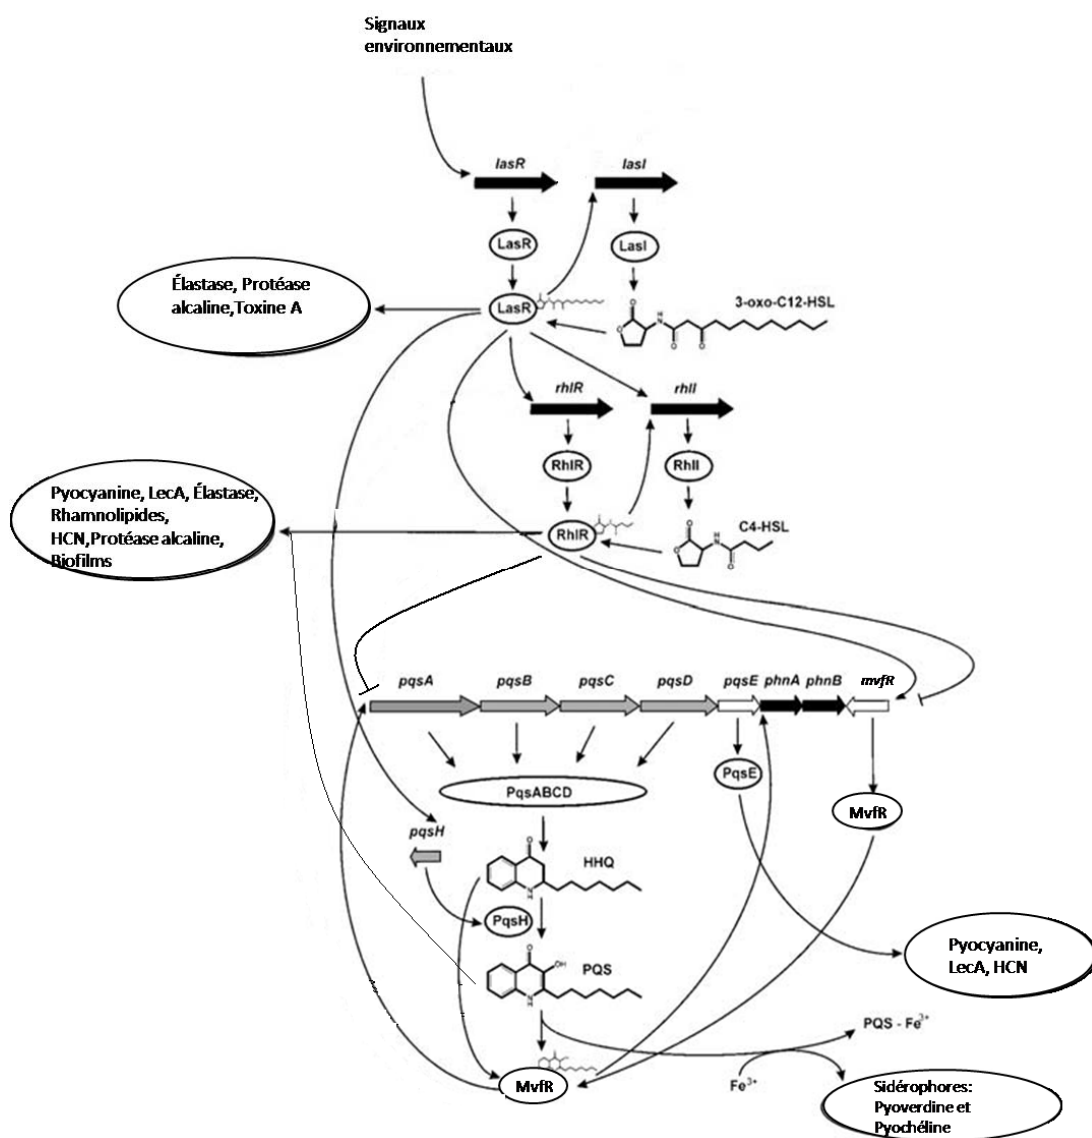 Signaux
environnementaux
lasR lasI
LasR LasI
Élastase, Protéase
alcaline,Toxine A
LasR
3-oxo-C12-HSL
O
O
N
H
O
O
rhlR rhlI
RhlR RhlI
Pyocyanine, LecA, Élastase,
Rhamnolipides,
HCN,Protéase alcaline,
Biofilms
RhlR
C4-HSL
O
O
N
H
O
pqsA pqsB pqsC pqsD pqsE phnA phnB mvfR
PqsABCD
PqsE
MvfR
pqsH
HHQ
O
N
H
PqsH
PQS
O
OH
N
H
Pyocyanine,
LecA, HCN
PQS - Fe³⁺
Fe³⁺
MvfR
Sidérophores:
Pyoverdine et
Pyochéline